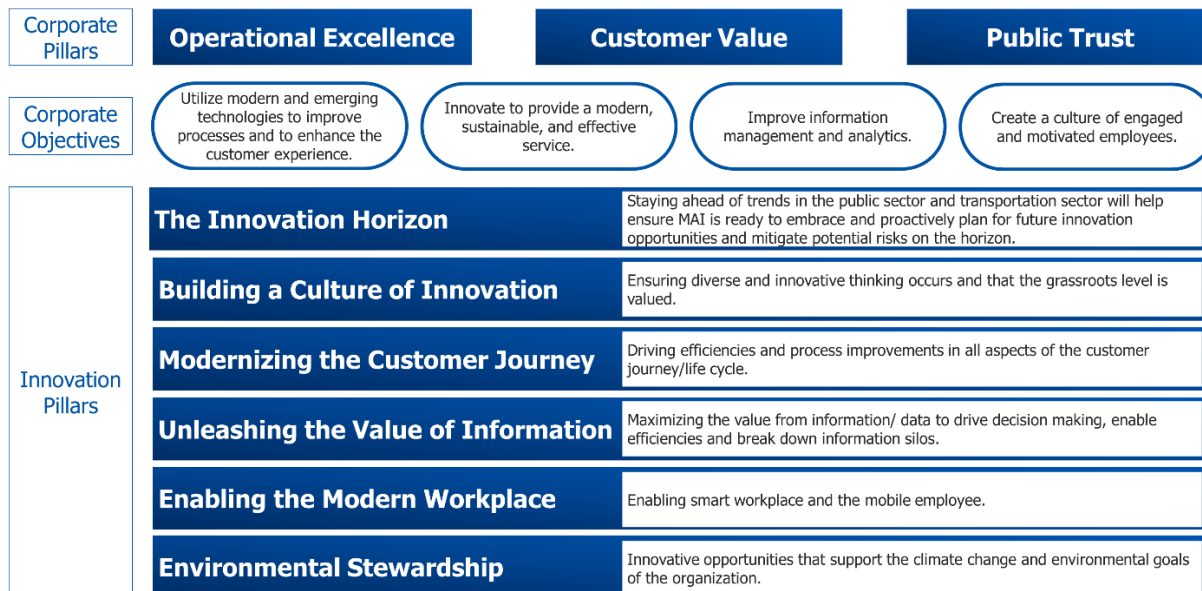 Corporate
Pillars
Operational Excellence
Customer Value
Public Trust
Corporate
Objectives
Utilize modern and emerging
technologies to improve
processes and to enhance the
customer experience.
Innovate to provide a modern,
sustainable, and effective
service.
Improve information
management and analytics.
Create a culture of engaged
and motivated employees.
Innovation
Pillars
The Innovation Horizon
Staying ahead of trends in the public sector and transportation sector will help
ensure MAI is ready to embrace and proactively plan for future innovation
opportunities and mitigate potential risks on the horizon.
Building a Culture of Innovation
Ensuring diverse and innovative thinking occurs and that the grassroots level is
valued.
Modernizing the Customer Journey
Driving efficiencies and process improvements in all aspects of the customer
journey/life cycle.
Unleashing the Value of Information
Maximizing the value from information/ data to drive decision making, enable
efficiencies and break down information silos.
Enabling the Modern Workplace
Enabling smart workplace and the mobile employee.
Environmental Stewardship
Innovative opportunities that support the climate change and environmental goals
of the organization.